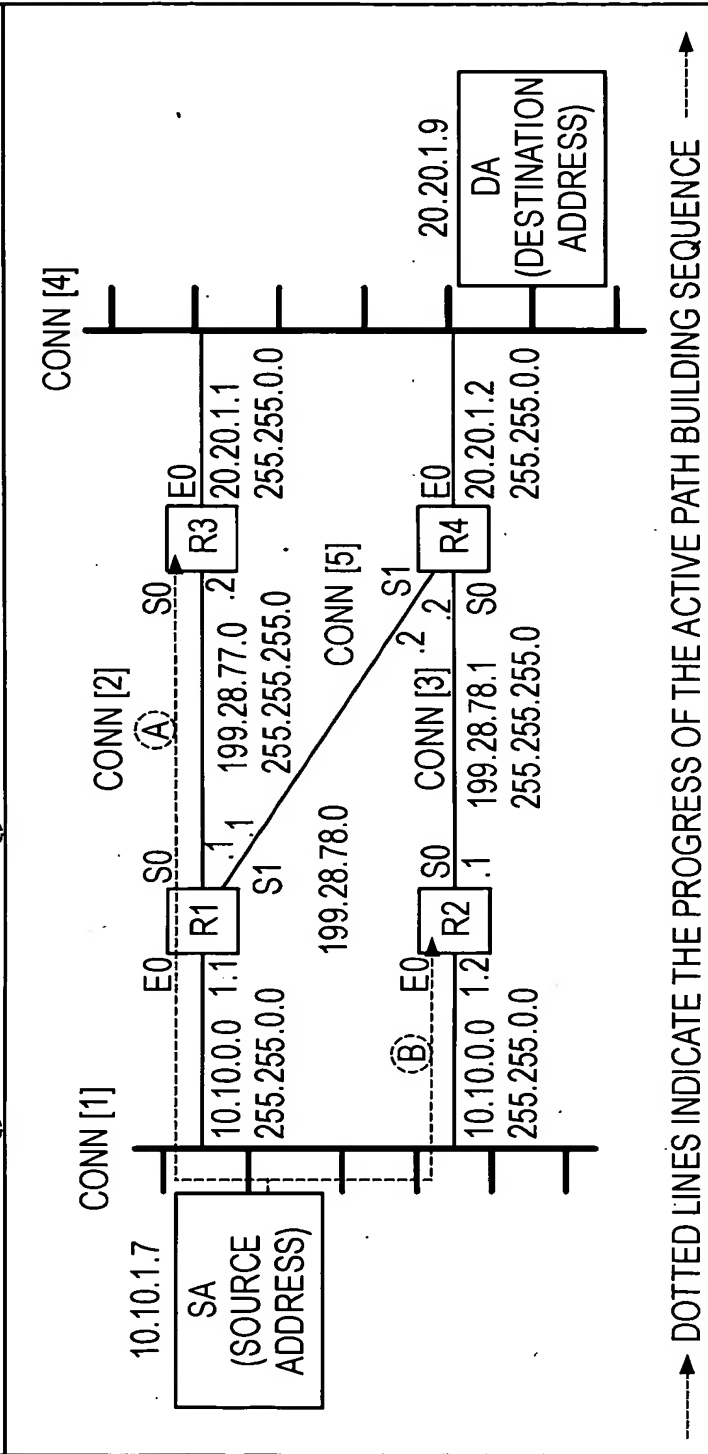 CONN [1]
10.10.1.7
SA
(SOURCE
ADDRESS)
E0
R1
S0
10.10.0.0 1.1
255.255.0.0
.1
.1
S1
CONN [2]
A
199.28.77.0
255.255.255.0
S0
R3
.2
E0
20.20.1.1
255.255.0.0
CONN [4]
199.28.78.0
CONN [5]
B
E0
R2
S0
10.10.0.0 1.2
255.255.0.0
.1
CONN [3]
199.28.78.1
255.255.255.0
.2
S1
.2
S0
R4
E0
20.20.1.2
255.255.0.0
20.20.1.9
DA
(DESTINATION
ADDRESS)
DOTTED LINES INDICATE THE PROGRESS OF THE ACTIVE PATH BUILDING SEQUENCE